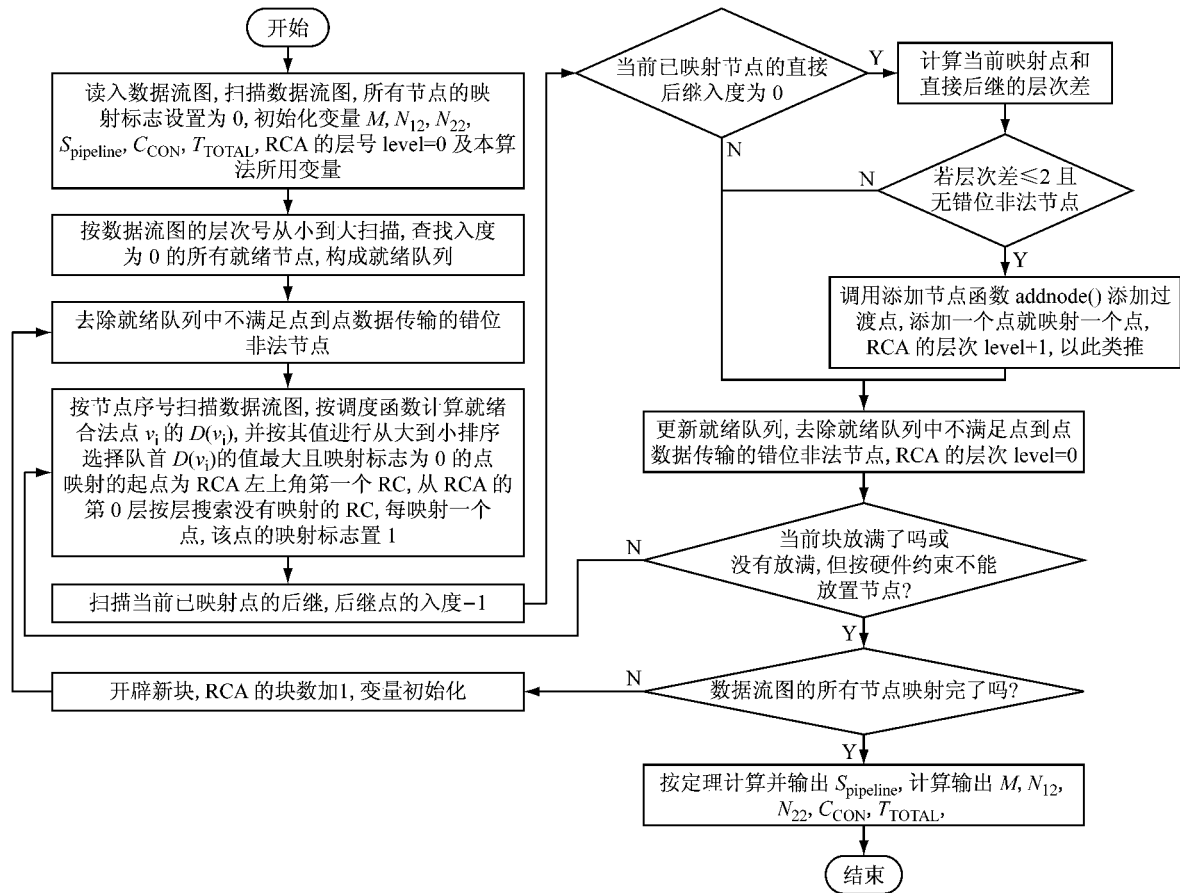 开始
读入数据流图, 扫描数据流图, 所有节点的映
射标志设置为 0, 初始化变量 M, N12, N22,
Spipeline, CCON, TTOTAL, RCA 的层号 level=0 及本算
法所用变量
按数据流图的层次号从小到大扫描, 查找入度
为 0 的所有就绪节点, 构成就绪队列
去除就绪队列中不满足点到点数据传输的错位
非法节点
按节点序号扫描数据流图, 按调度函数计算就绪
合法点 vi 的 D(vi), 并按其值进行从大到小排序
选择队首 D(vi)的值最大且映射标志为 0 的点
映射的起点为 RCA 左上角第一个 RC, 从 RCA 的
第 0 层按层搜索没有映射的 RC, 每映射一个
点, 该点的映射标志置 1
扫描当前已映射点的后继, 后继点的入度−1
开辟新块, RCA 的块数加1, 变量初始化
当前已映射节点的直接
后继入度为 0
Y
N
计算当前映射点和
直接后继的层次差
N
若层次差≤2 且
无错位非法节点
Y
调用添加节点函数 addnode() 添加过
渡点, 添加一个点就映射一个点,
RCA 的层次 level+1, 以此类推
更新就绪队列, 去除就绪队列中不满足点到点
数据传输的错位非法节点, RCA 的层次 level=0
N
当前块放满了吗或
没有放满, 但按硬件约束不能
放置节点?
Y
N
数据流图的所有节点映射完了吗?
Y
按定理计算并输出 Spipeline, 计算输出 M, N12,
N22, CCON, TTOTAL,
结束